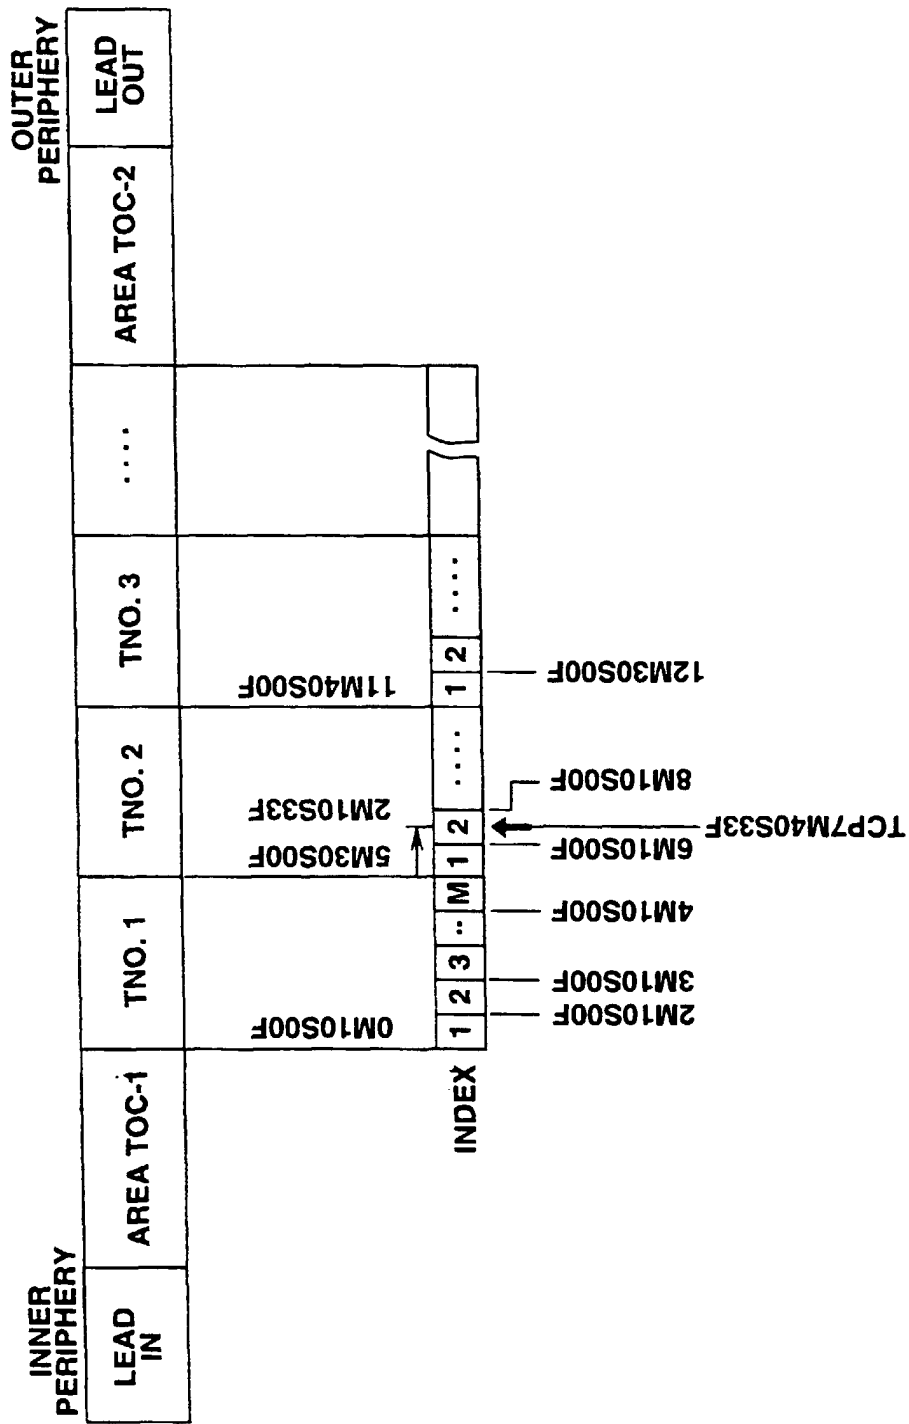 INNER
PERIPHERY
OUTER
PERIPHERY
LEAD
IN
AREA TOC-1
TNO. 1
TNO. 2
TNO. 3
....
AREA TOC-2
LEAD
OUT
0M10S00F
5M30S00F
2M10S33F
11M40S00F
INDEX
1
2
3
..
M
1
2
....
1
2
....
2M10S00F
3M10S00F
4M10S00F
6M10S00F
TCP7M40S33F
8M10S00F
12M30S00F